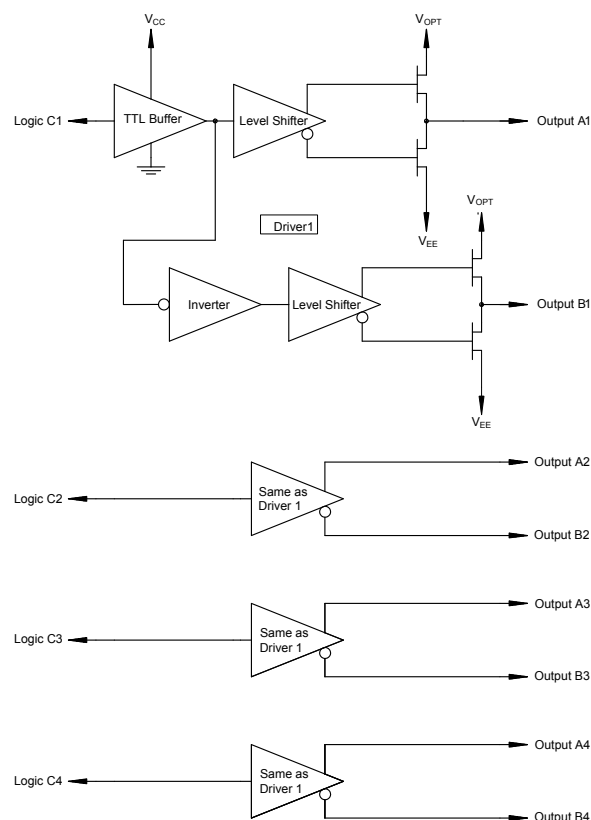 VCC
VOPT
Logic C1
TTL Buffer
Level Shifter
Output A1
Driver1
VEE
VOPT
Inverter
Level Shifter
Output B1
VEE
Output A2
Logic C2
Same as
Driver 1
Output B2
Output A3
Logic C3
Same as
Driver 1
Output B3
Output A4
Logic C4
Same as
Driver 1
Output B4